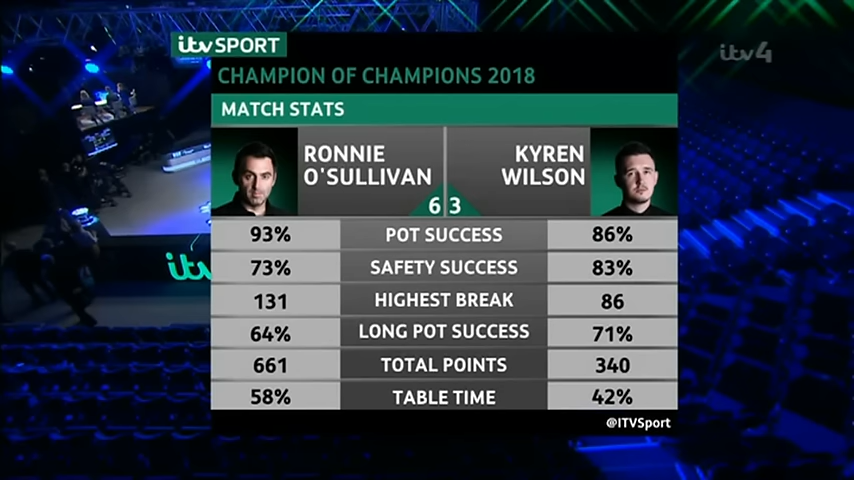 itv SPORT
itv4
CHAMPION OF CHAMPIONS 2018
MATCH STATS
RONNIE O'SULLIVAN
KYREN WILSON
6 3
93% POT SUCCESS 86%
73% SAFETY SUCCESS 83%
131 HIGHEST BREAK 86
64% LONG POT SUCCESS 71%
661 TOTAL POINTS 340
58% TABLE TIME 42%
itv
@ITVSport